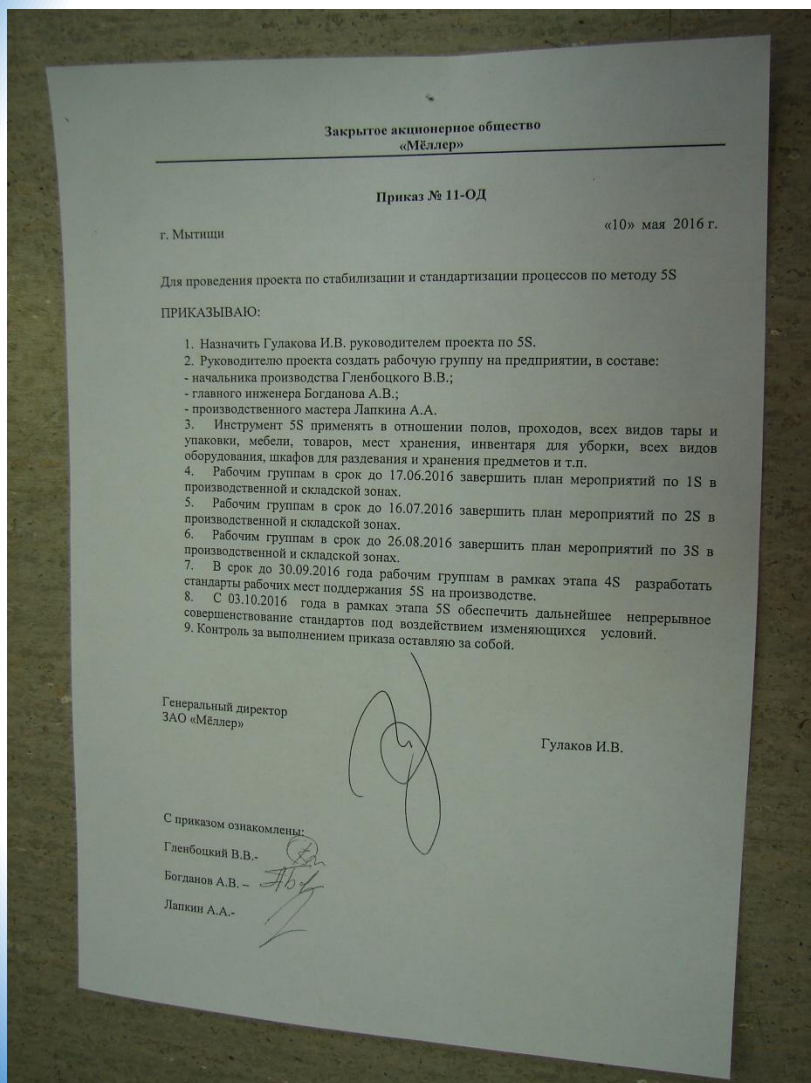 Закрытое акционерное общество
«Мёллер»
Приказ № 11-ОД
г. Мытищи
«10» мая 2016 г.
Для проведения проекта по стабилизации и стандартизации процессов по методу 5S
ПРИКАЗЫВАЮ:
1. Назначить Гулакова И.В. руководителем проекта по 5S.
2. Руководителю проекта создать рабочую группу на предприятии, в составе:
- начальника производства Гленбоцкого В.В.;
- главного инженера Богданова А.В.;
- производственного мастера Лапкина А.А.
3. Инструмент 5S применять в отношении полов, проходов, всех видов тары и
упаковки, мебели, товаров, мест хранения, инвентаря для уборки, всех видов
оборудования, шкафов для раздевания и хранения предметов и т.п.
4. Рабочим группам в срок до 17.06.2016 завершить план мероприятий по 1S в
производственной и складской зонах.
5. Рабочим группам в срок до 16.07.2016 завершить план мероприятий по 2S в
производственной и складской зонах.
6. Рабочим группам в срок до 26.08.2016 завершить план мероприятий по 3S в
производственной и складской зонах.
7. В срок до 30.09.2016 года рабочим группам в рамках этапа 4S разработать
стандарты рабочих мест поддержания 5S на производстве.
8. С 03.10.2016 года в рамках этапа 5S обеспечить дальнейшее непрерывное
совершенствование стандартов под воздействием изменяющихся условий.
9. Контроль за выполнением приказа оставляю за собой.
Генеральный директор
ЗАО «Мёллер»
Гулаков И.В.
С приказом ознакомлены:
Гленбоцкий В.В.-
Богданов А.В. –
Лапкин А.А.-